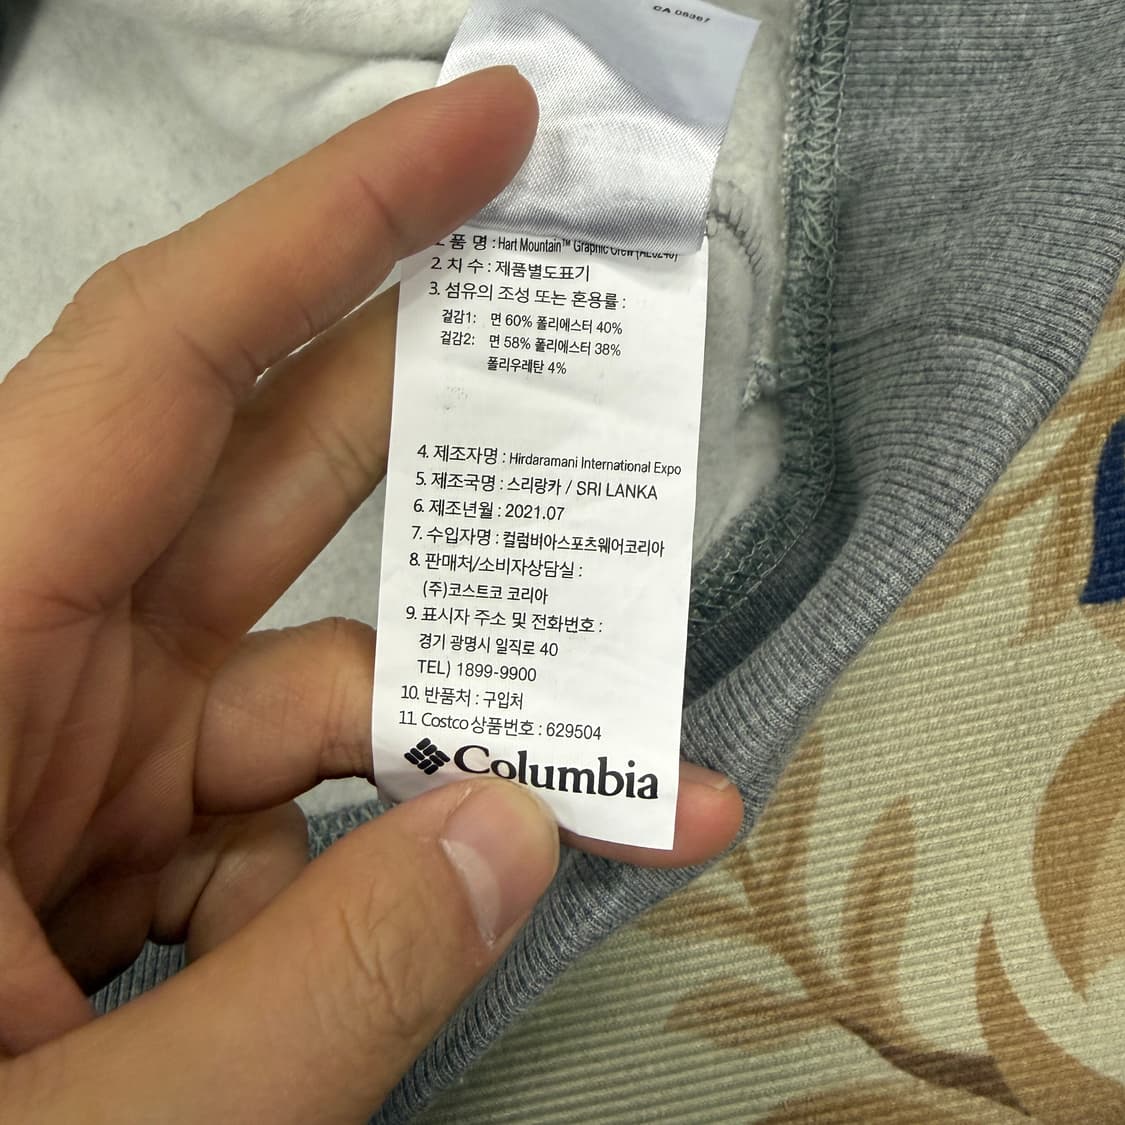 CA 05367
품 명 : Hart Mountain™ Graphic Crew
2. 치 수 : 제품별도표기
3. 섬유의 조성 또는 혼용률 :
겉감1: 면 60% 폴리에스터 40%
겉감2: 면 58% 폴리에스터 38%
폴리우레탄 4%
4. 제조자명 : Hirdaramani International Expo
5. 제조국명 : 스리랑카 / SRI LANKA
6. 제조년월 : 2021.07
7. 수입자명 : 컬럼비아스포츠웨어코리아
8. 판매처/소비자상담실 :
(주)코스트코 코리아
9. 표시자 주소 및 전화번호 :
경기 광명시 일직로 40
TEL) 1899-9900
10. 반품처 : 구입처
11. Costco 상품번호 : 629504
Columbia